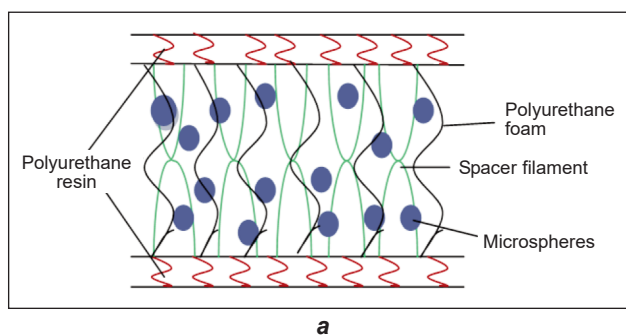 Polyurethane
foam
Polyurethane
resin
Spacer filament
Microspheres
a